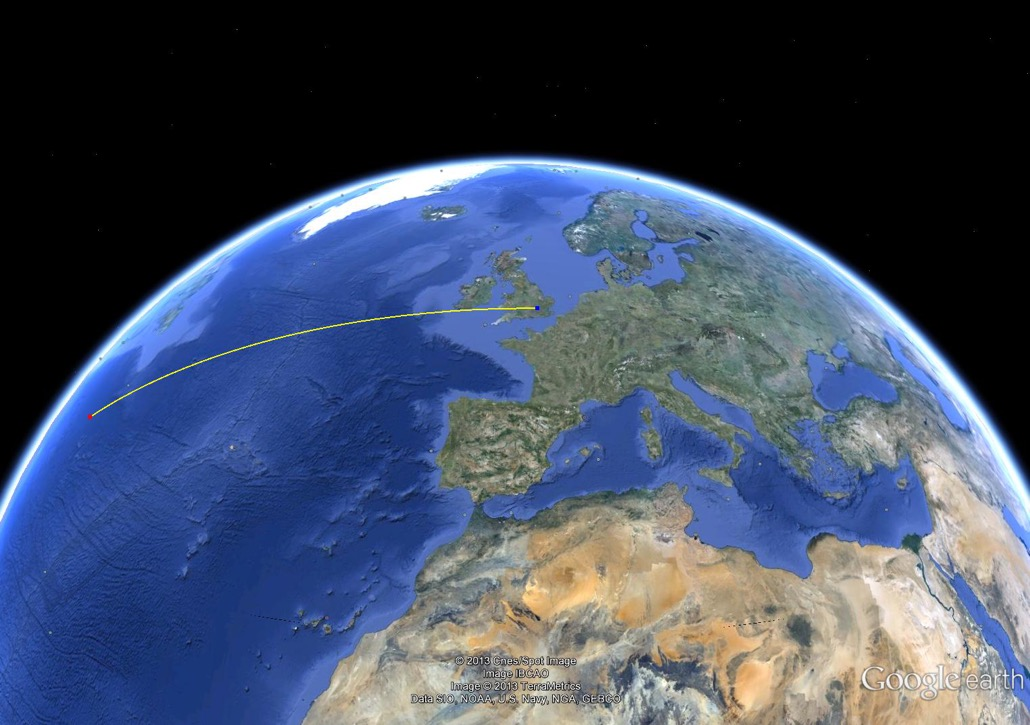 © 2013 Cnes/Spot Image
Image IBCAO
Image © 2013 TerraMetrics
Data SIO, NOAA, U.S. Navy, NGA, GEBCO
Google earth